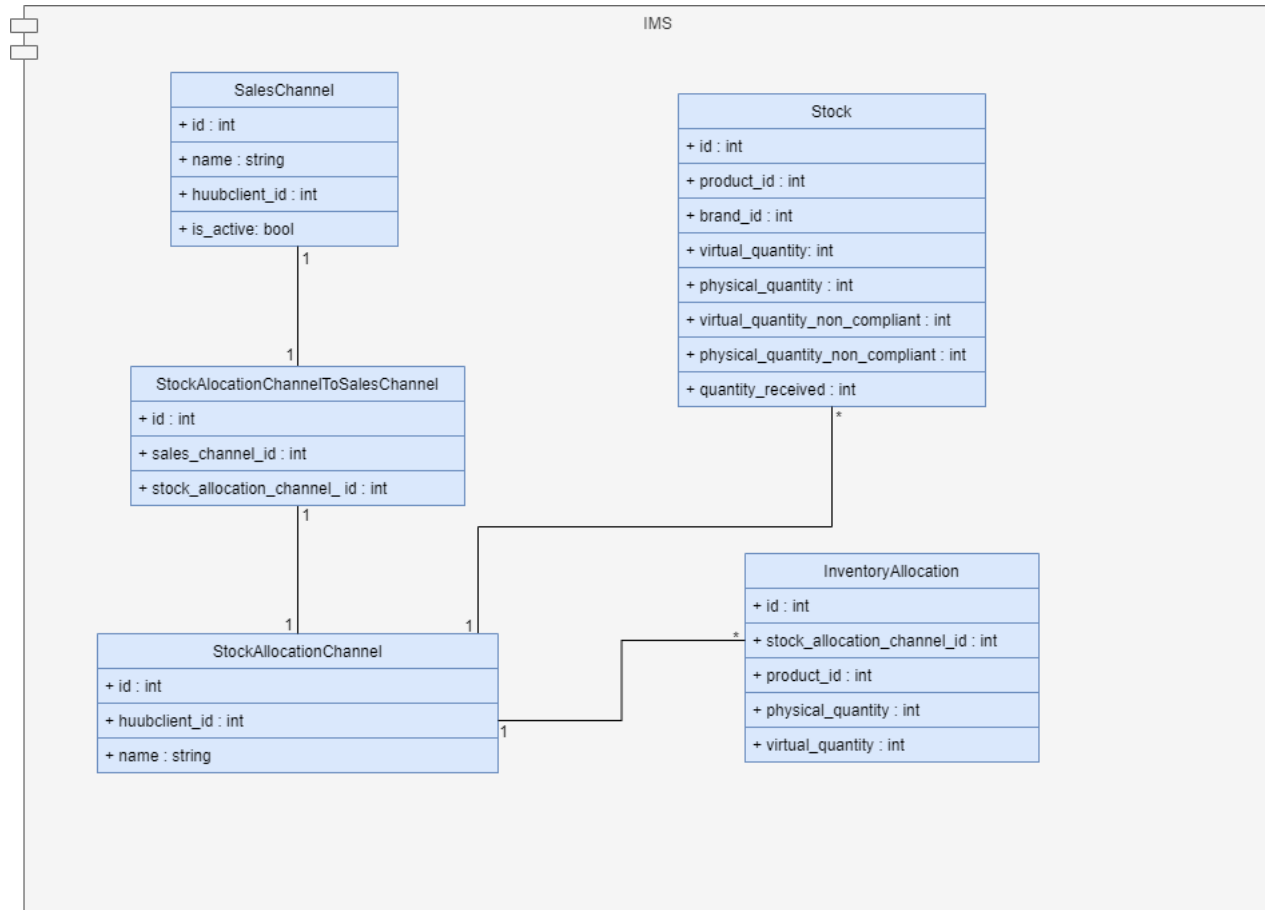 IMS
SalesChannel
+ id : int
+ name : string
+ huubclient_id : int
+ is_active: bool
1
1
StockAlocationChannelToSalesChannel
+ id : int
+ sales_channel_id : int
+ stock_allocation_channel_ id : int
1
1
StockAllocationChannel
+ id : int
+ huubclient_id : int
+ name : string
Stock
+ id : int
+ product_id : int
+ brand_id : int
+ virtual_quantity: int
+ physical_quantity : int
+ virtual_quantity_non_compliant : int
+ physical_quantity_non_compliant : int
+ quantity_received : int
*
1
InventoryAllocation
+ id : int
+ stock_allocation_channel_id : int
+ product_id : int
+ physical_quantity : int
+ virtual_quantity : int
*
1